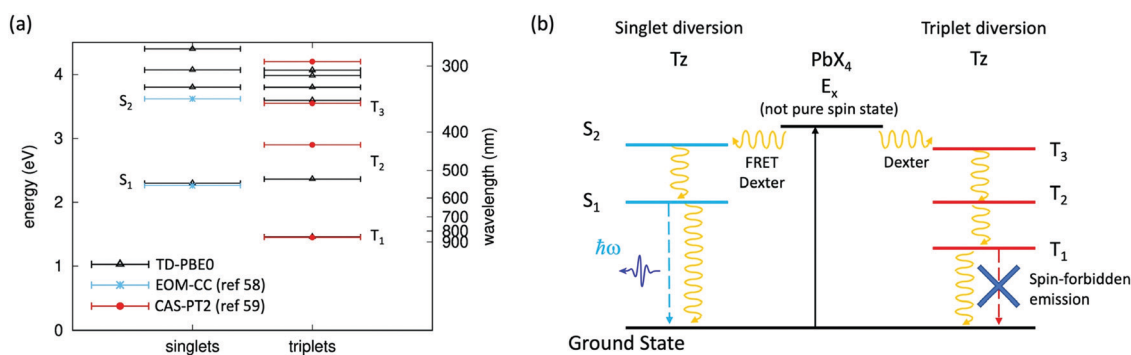 (a)
energy (eV)
4
3
2
1
0
S2
S1
T3
T2
T1
300
400
500
600
700
800
900
wavelength (nm)
TD-PBE0
EOM-CC (ref 58)
CAS-PT2 (ref 59)
singlets
triplets
(b)
Singlet diversion
Tz
PbX4
Ex
(not pure spin state)
Triplet diversion
Tz
S2
FRET
Dexter
Dexter
T3
S1
T2
T1
ℏω
Spin-forbidden
emission
Ground State